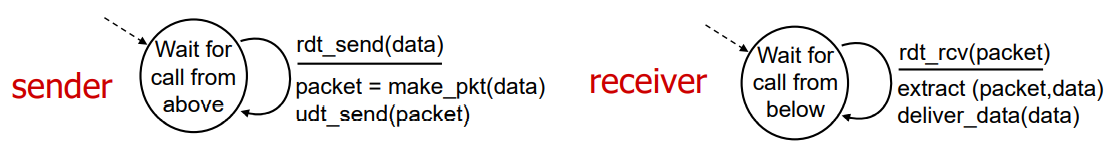 sender
Wait for
call from
above
rdt_send(data)
packet = make_pkt(data)
udt_send(packet)
receiver
Wait for
call from
below
rdt_rcv(packet)
extract (packet,data)
deliver_data(data)